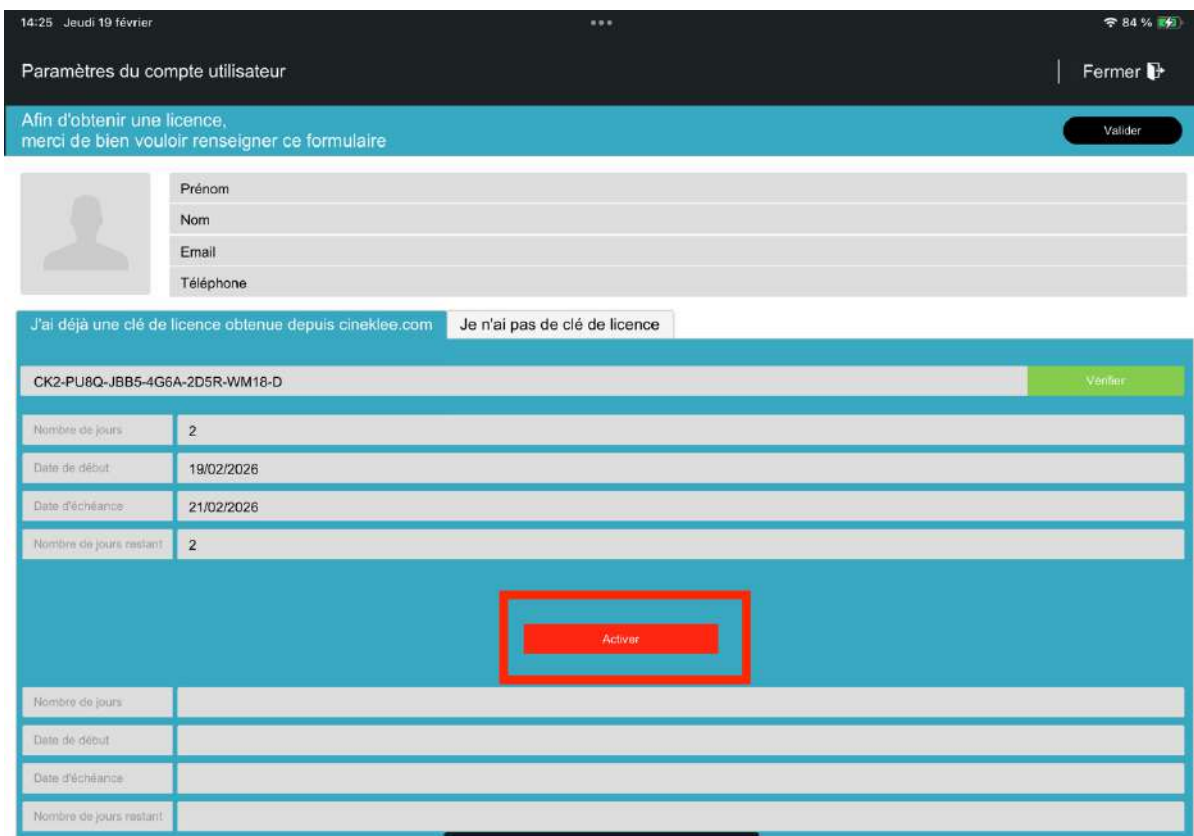 14:25 Jeudi 19 février
84 %
Paramètres du compte utilisateur
Fermer
Afin d'obtenir une licence,
merci de bien vouloir renseigner ce formulaire
Valider
Prénom
Nom
Email
Téléphone
J'ai déjà une clé de licence obtenue depuis cineklee.com
Je n'ai pas de clé de licence
CK2-PU8Q-JBB5-4G6A-2D5R-WM18-D
Vérifier
Nombre de jours
2
Date de début
19/02/2026
Date d'échéance
21/02/2026
Nombre de jours restant
2
Activer
Nombre de jours
Date de début
Date d'échéance
Nombre de jours restant